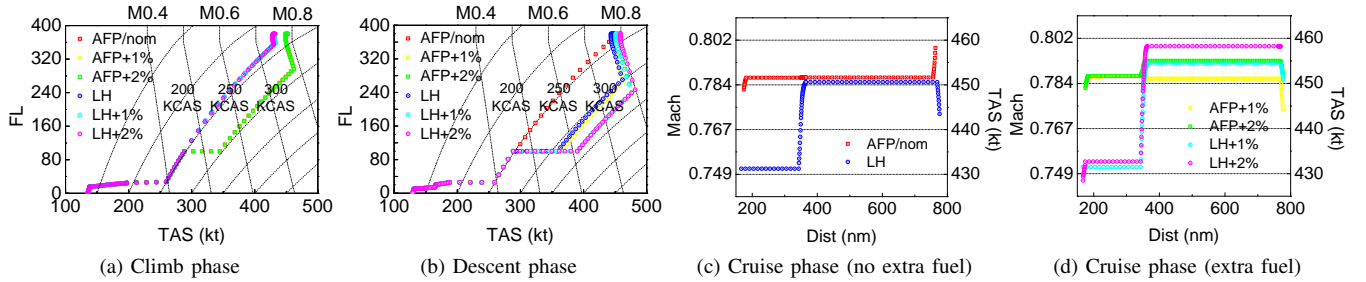 M0.4 M0.6 M0.8
400
320
240
160
80
0
FL
AFP/nom
AFP+1%
AFP+2%
LH
LH+1%
LH+2%
200 250 300
KCAS KCAS KCAS
100 200 300 400 500
TAS (kt)
(a) Climb phase
M0.4 M0.6 M0.8
400
320
240
160
80
0
FL
AFP/nom
AFP+1%
AFP+2%
LH
LH+1%
LH+2%
200 250 300
KCAS KCAS KCAS
100 200 300 400 500
TAS (kt)
(b) Descent phase
0.802
0.784
0.767
0.749
Mach
460
450
440
430
TAS (kt)
AFP/nom
LH
200 300 400 500 600 700 800
Dist (nm)
(c) Cruise phase (no extra fuel)
0.802
0.784
0.767
0.749
Mach
460
450
440
430
TAS (kt)
AFP+1%
AFP+2%
LH+1%
LH+2%
200 300 400 500 600 700 800
Dist (nm)
(d) Cruise phase (extra fuel)